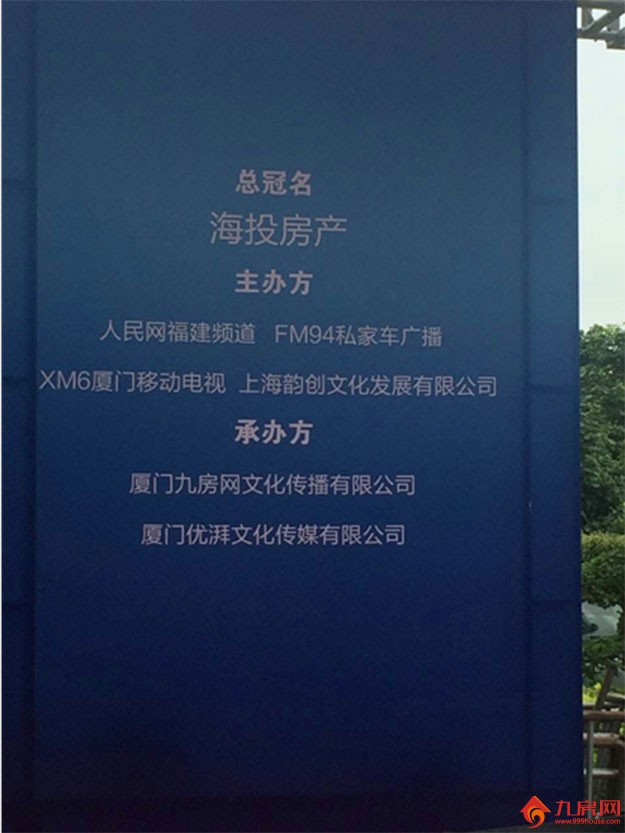 总冠名
海投房产
主办方
人民网福建频道 FM94私家车广播
XM6厦门移动电视 上海韵创文化发展有限公司
承办方
厦门九房网文化传播有限公司
厦门优湃文化传媒有限公司
九房网
www.999house.com